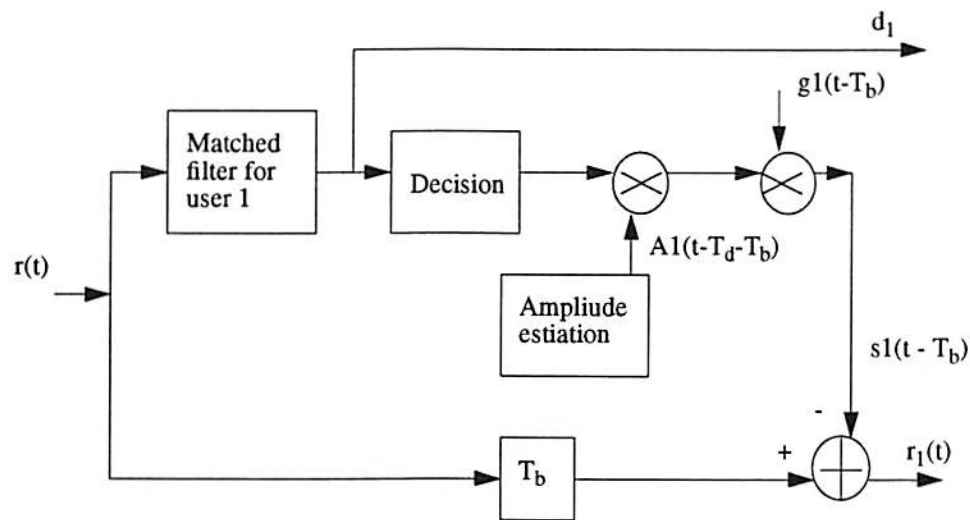 d1
g1(t-Tb)
Matched
filter for
user 1
Decision
A1(t-Td-Tb)
r(t)
Ampliude
estiation
s1(t - Tb)
-
+
Tb
r1(t)